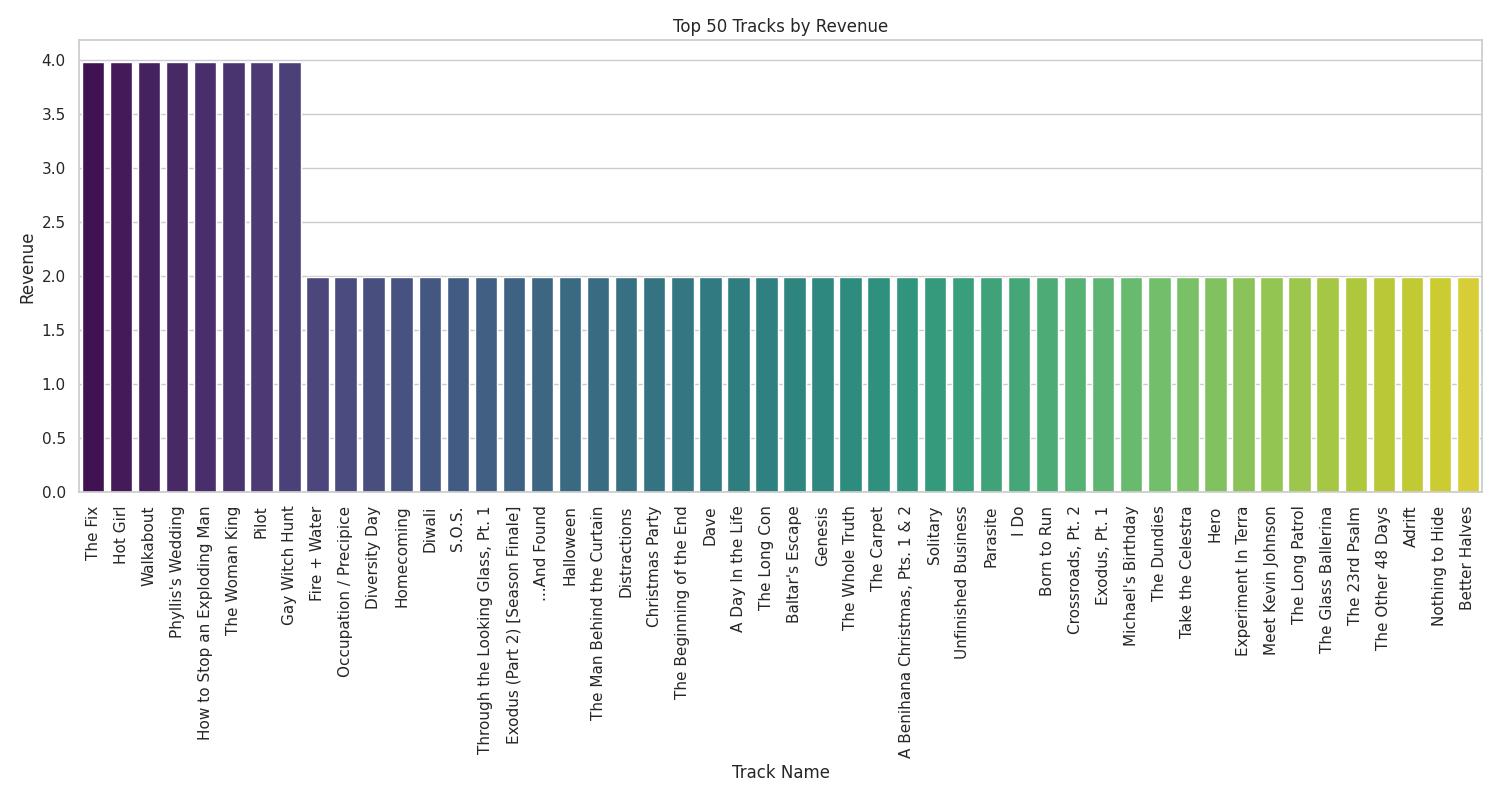 Top 50 Tracks by Revenue
Revenue
4.0
3.5
3.0
2.5
2.0
1.5
1.0
0.5
0.0
The Fix
Hot Girl
Walkabout
Phyllis's Wedding
How to Stop an Exploding Man
The Woman King
Pilot
Gay Witch Hunt
Fire + Water
Occupation / Precipice
Diversity Day
Homecoming
Diwali
S.O.S.
Through the Looking Glass, Pt. 1
Exodus (Part 2) [Season Finale]
...And Found
Halloween
The Man Behind the Curtain
Distractions
Christmas Party
The Beginning of the End
Dave
A Day In the Life
The Long Con
Baltar's Escape
Genesis
The Whole Truth
The Carpet
A Benihana Christmas, Pts. 1 & 2
Solitary
Unfinished Business
Parasite
I Do
Born to Run
Crossroads, Pt. 2
Exodus, Pt. 1
Michael's Birthday
The Dundies
Take the Celestra
Hero
Experiment In Terra
Meet Kevin Johnson
The Long Patrol
The Glass Ballerina
The 23rd Psalm
The Other 48 Days
Adrift
Nothing to Hide
Better Halves
Track Name